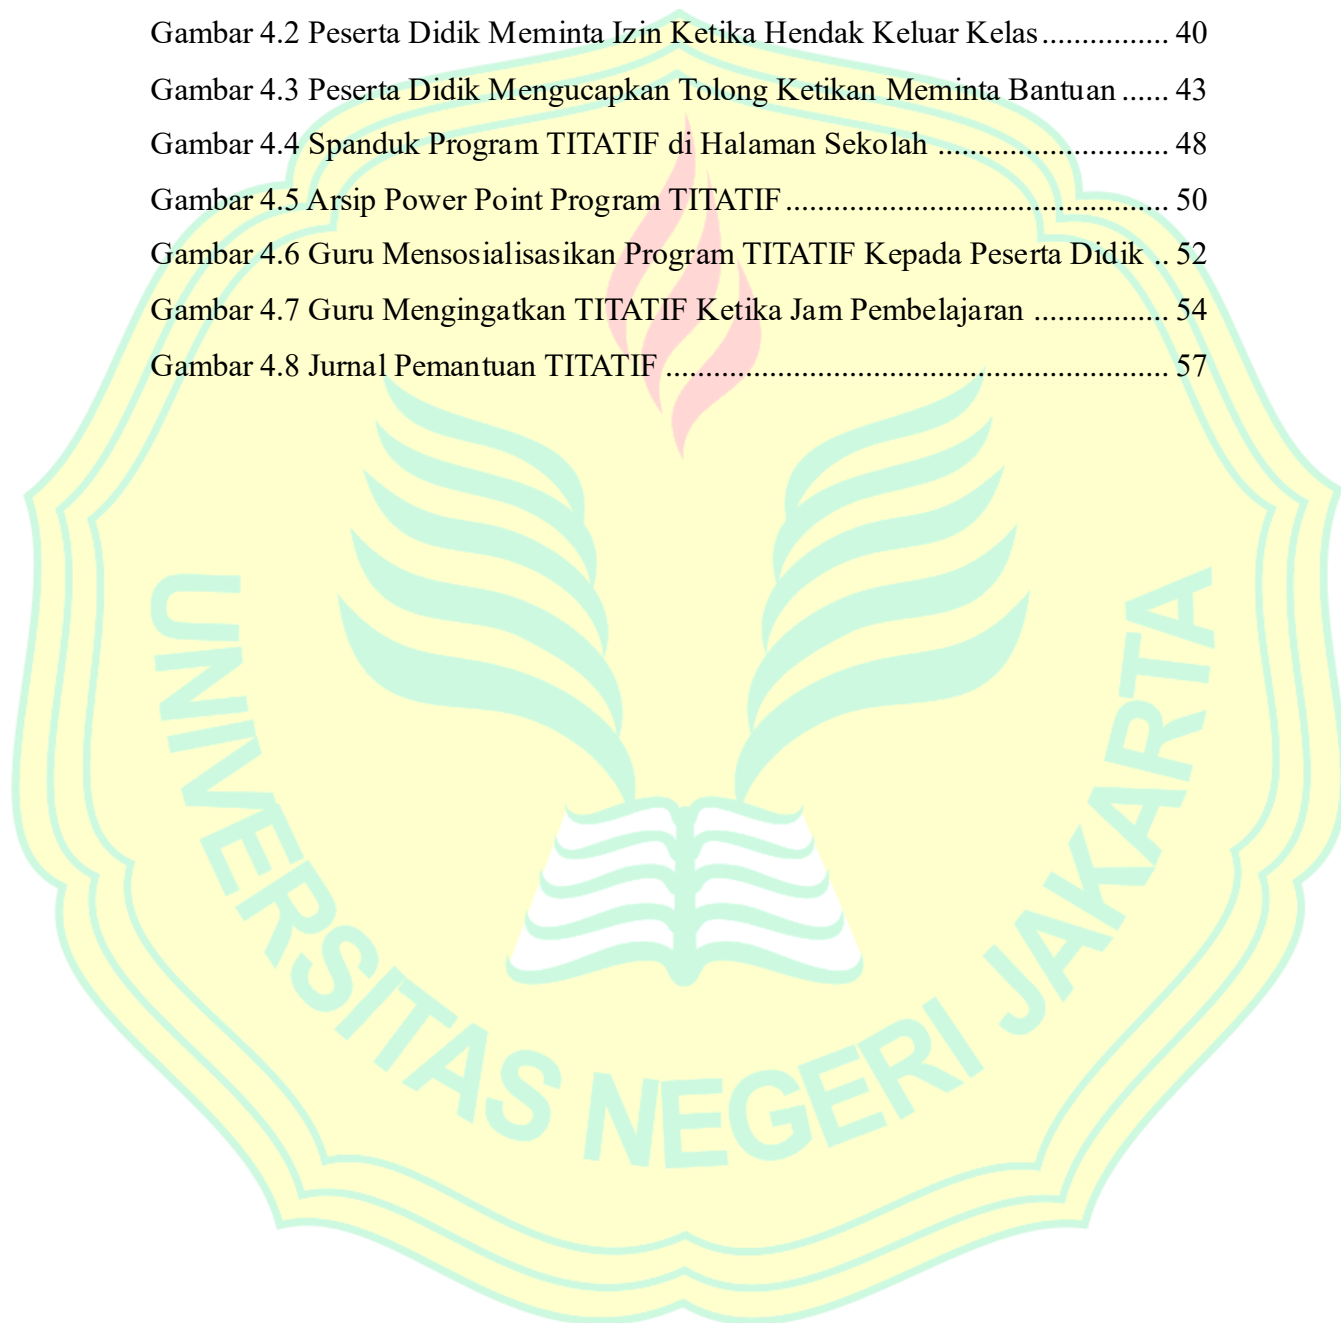 Gambar 4.2 Peserta Didik Meminta Izin Ketika Hendak Keluar Kelas ................ 40
Gambar 4.3 Peserta Didik Mengucapkan Tolong Ketikan Meminta Bantuan ...... 43
Gambar 4.4 Spanduk Program TITATIF di Halaman Sekolah ............................. 48
Gambar 4.5 Arsip Power Point Program TITATIF ................................................ 50
Gambar 4.6 Guru Mensosialisasikan Program TITATIF Kepada Peserta Didik .. 52
Gambar 4.7 Guru Mengingatkan TITATIF Ketika Jam Pembelajaran ................. 54
Gambar 4.8 Jurnal Pemantuan TITATIF ............................................................... 57
UNIVERSITAS NEGERI JAKARTA